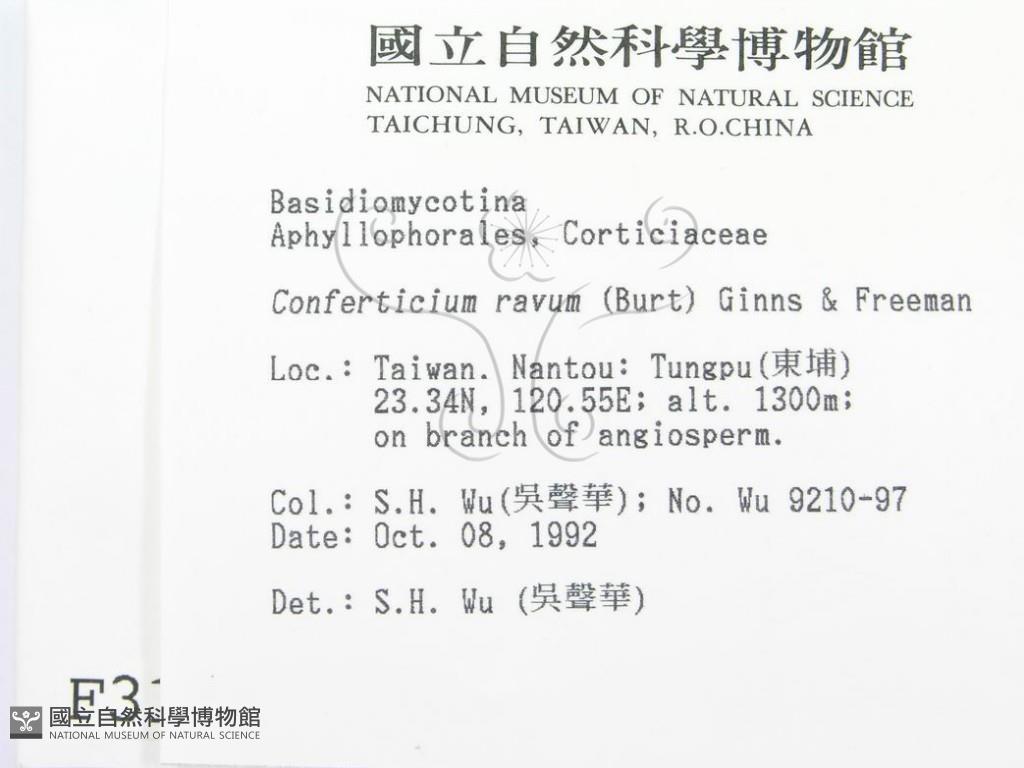 國立自然科學博物館
NATIONAL MUSEUM OF NATURAL SCIENCE
TAICHUNG, TAIWAN, R.O.CHINA
Basidiomycotina
Aphyllophorales, Corticiaceae
Conferticium ravum (Burt) Ginns & Freeman
Loc.: Taiwan. Nantou: Tungpu(東埔)
23.34N, 120.55E; alt. 1300m;
on branch of angiosperm.
Col.: S.H. Wu(吳聲華); No. Wu 9210-97
Date: Oct. 08, 1992
Det.: S.H. Wu (吳聲華)
國立自然科學博物館
NATIONAL MUSEUM OF NATURAL SCIENCE